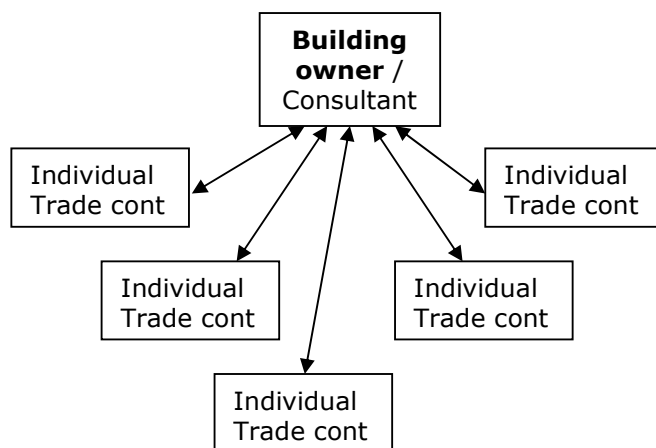 Building
owner /
Consultant
Individual
Trade cont
Individual
Trade cont
Individual
Trade cont
Individual
Trade cont
Individual
Trade cont